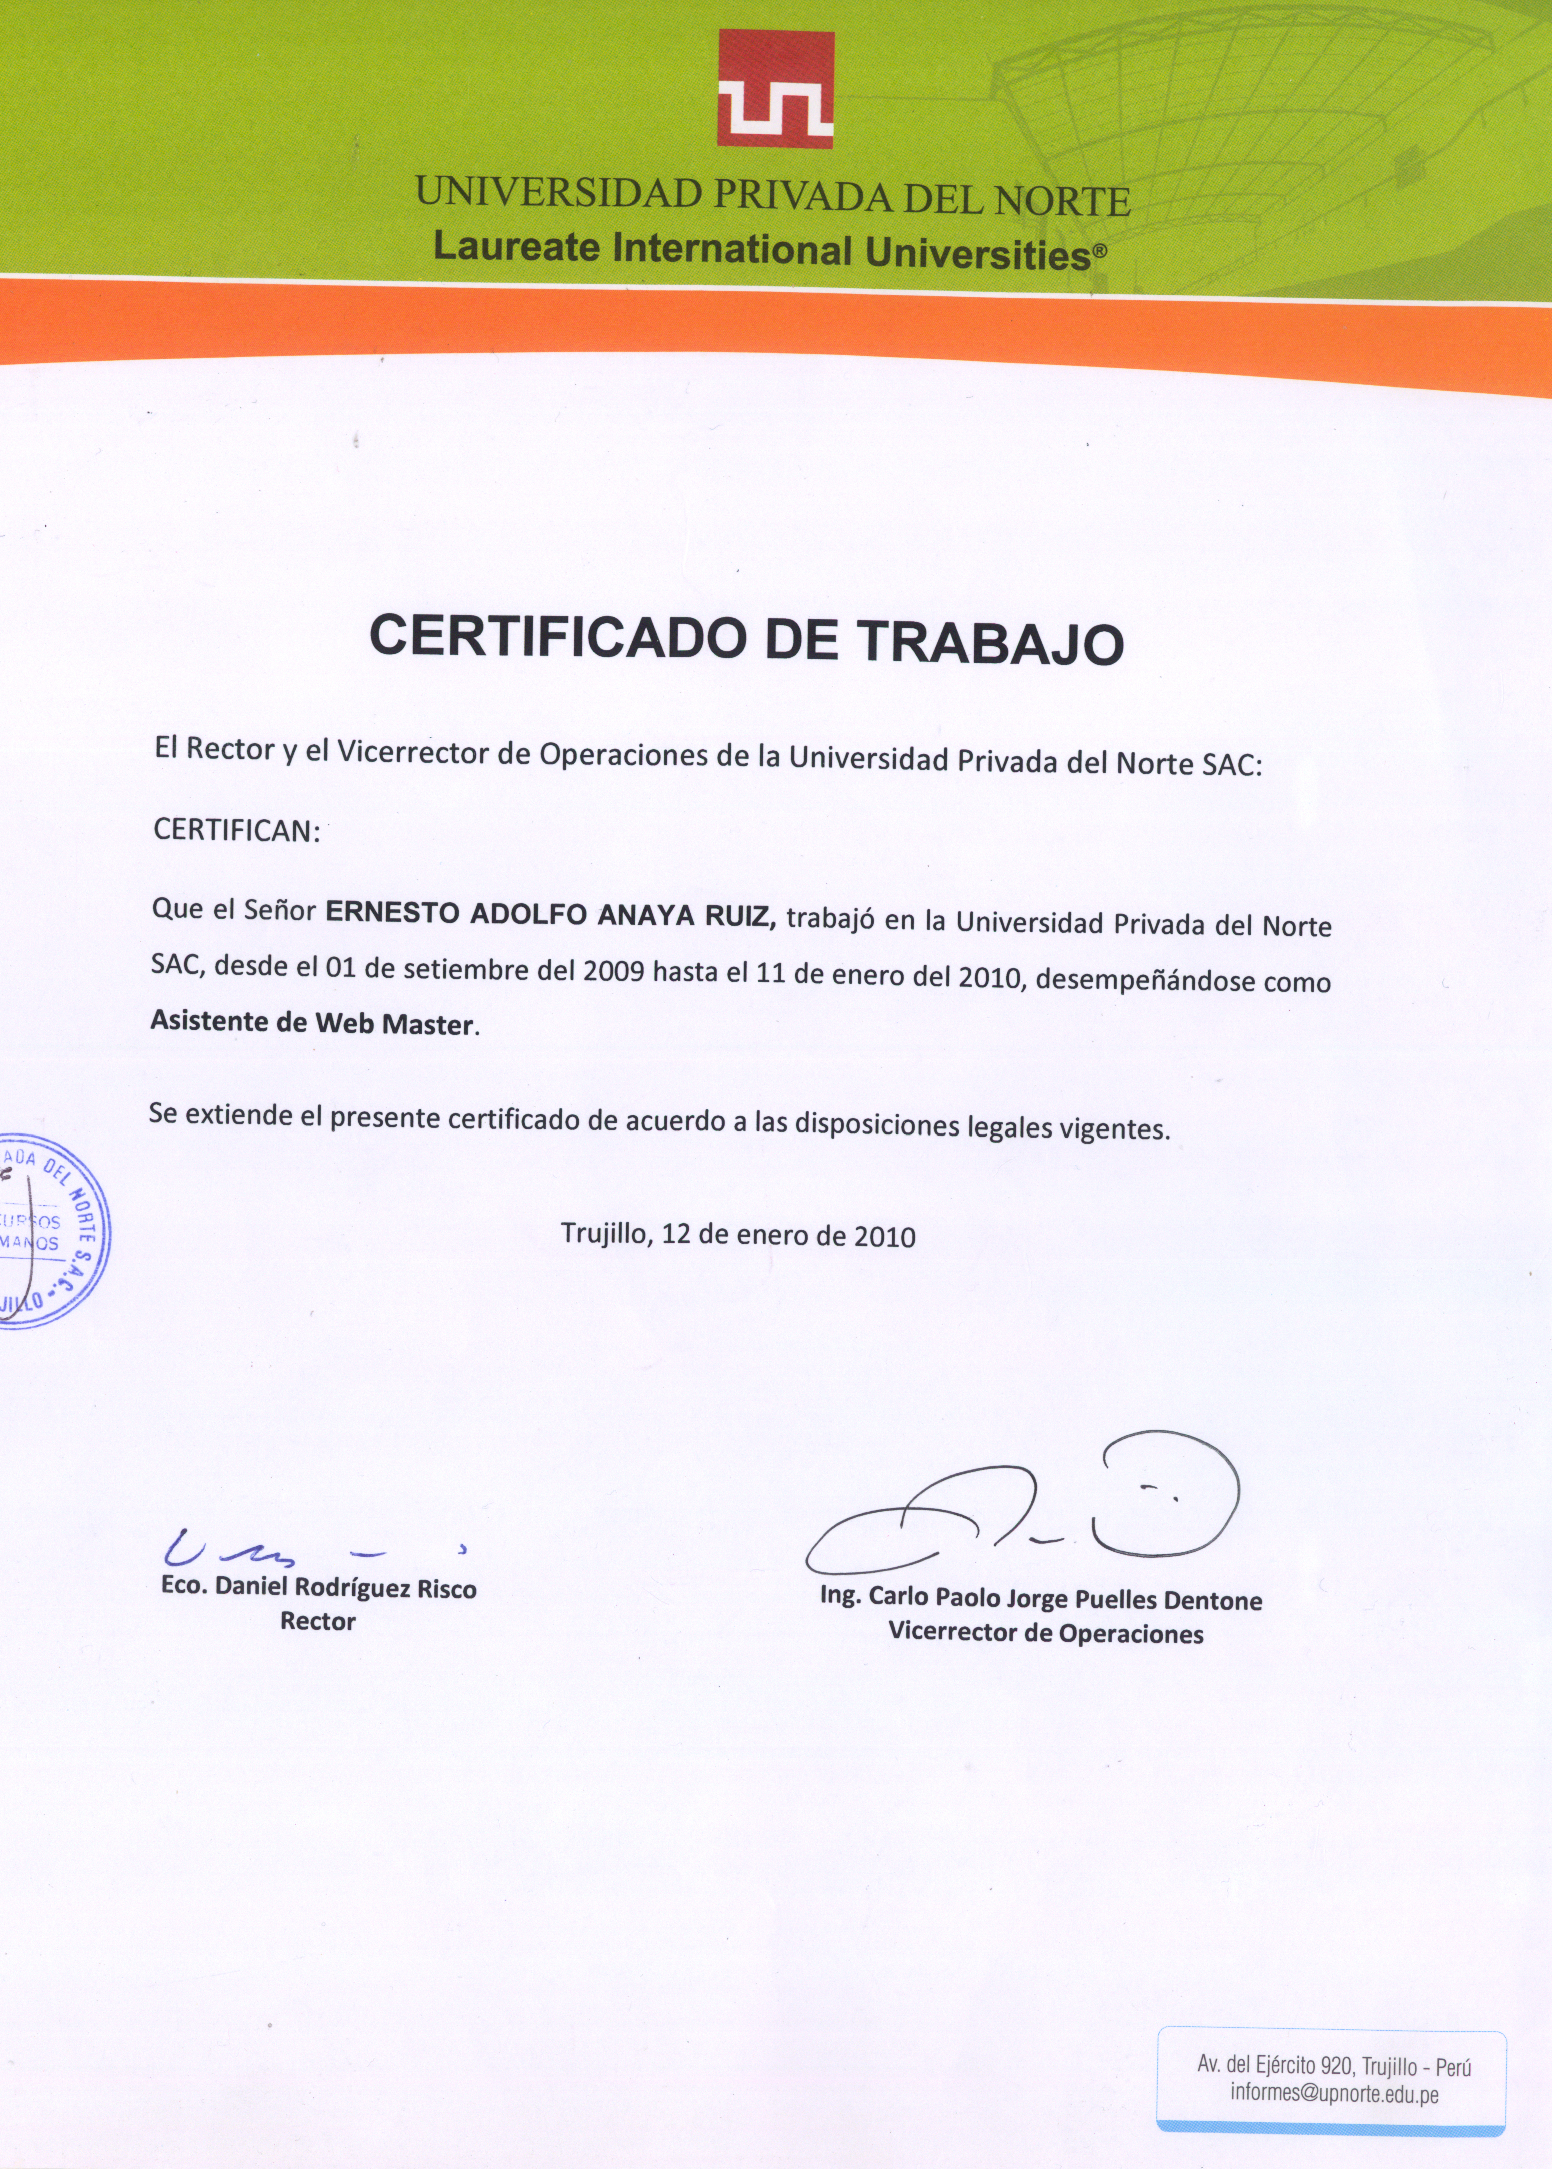 UNIVERSIDAD PRIVADA DEL NORTE
Laureate International Universities®
CERTIFICADO DE TRABAJO
El Rector y el Vicerrector de Operaciones de la Universidad Privada del Norte SAC:
CERTIFICAN:
Que el Señor ERNESTO ADOLFO ANAYA RUIZ, trabajó en la Universidad Privada del Norte
SAC, desde el 01 de setiembre del 2009 hasta el 11 de enero del 2010, desempeñándose como
Asistente de Web Master.
Se extiende el presente certificado de acuerdo a las disposiciones legales vigentes.
ADA DEL NORTE S.A.C. -
CURSOS
MANOS
JILLO
Trujillo, 12 de enero de 2010
Eco. Daniel Rodríguez Risco
Rector
Ing. Carlo Paolo Jorge Puelles Dentone
Vicerrector de Operaciones
Av. del Ejército 920, Trujillo - Perú
informes@upnorte.edu.pe